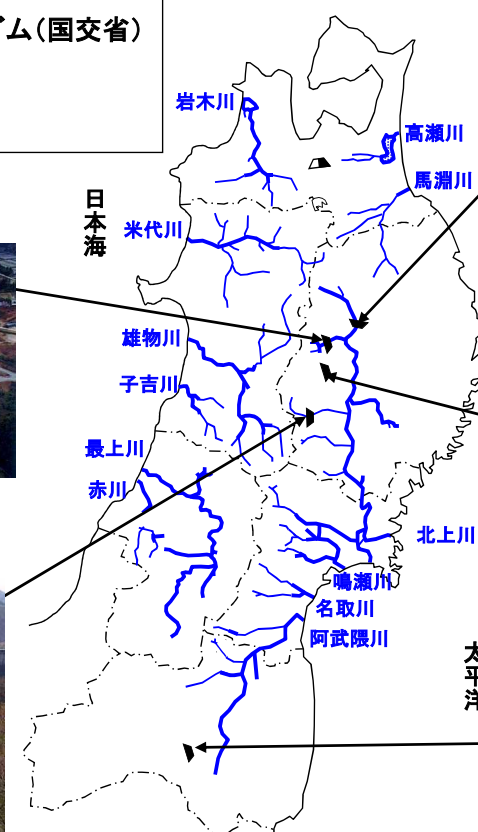 ム(国交省)
岩木川
高瀬川
馬淵川
日本海
米代川
雄物川
子吉川
最上川
赤川
北上川
鳴瀬川
名取川
阿武隈川
太平洋